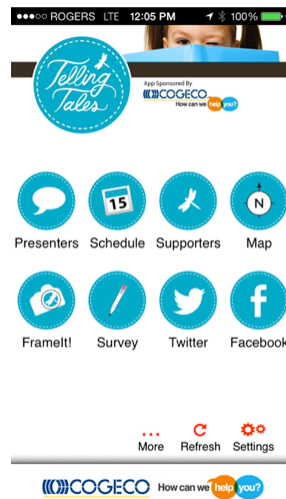 ●●●○○ ROGERS LTE 12:05 PM 100%
Telling
Tales
App Sponsored By
COGECO
How can we help you?
15
N
Presenters Schedule Supporters Map
FrameIt! Survey Twitter Facebook
f
... 
More Refresh Settings
COGECO How can we help you?